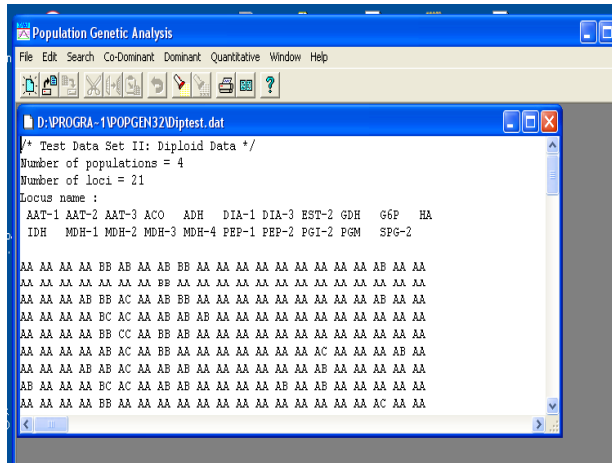 Population Genetic Analysis
File Edit Search Co-Dominant Dominant Quantitative Window Help
D:\PROGRA~1\POPGEN32\Diptest.dat
/* Test Data Set II: Diploid Data */
Number of populations = 4
Number of loci = 21
Locus name :
AAT-1 AAT-2 AAT-3 ACO ADH DIA-1 DIA-3 EST-2 GDH G6P HA
IDH MDH-1 MDH-2 MDH-3 MDH-4 PEP-1 PEP-2 PGI-2 PGM SPG-2
AA AA AA AA BB AB AA AB BB AA AA AA AA AA AA AA AA AA AB AA AA
AA AA AA AA AA AA AA BB AA AA AA AA AA AA AA AA AA AA AA AA AA
AA AA AA AB BB AC AA AB BB AA AA AA AA AA AA AA AA AA AB AA AA
AA AA AA AA BC AC AA AB AB AB AA AA AA AA AA AA AA AA AA AA AA
AA AA AA AA BB CC AA BB AB AA AA AA AA AA AA AA AA AA AA AA AA
AA AA AA AA AB AC AA BB AA AA AA AA AA AA AA AC AA AA AA AB AA
AA AA AA AB AB AC AA AB AB AA AA AA AA AA AA AB AA AA AA AA AA
AB AA AA AA BC AC AA AB AB AA AA AA AA AB AA AB AA AA AA AA AA
AA AA AA AA BB AA AA AA AA AA AA AA AA AA AA AA AA AA AC AA AA